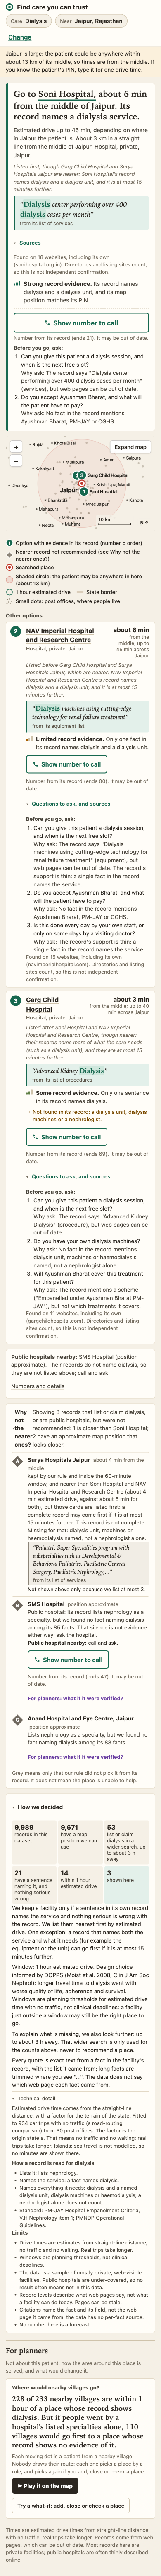 Find care you can trust
Care Dialysis
Near Jaipur, Rajasthan
Change
Jaipur is large: the patient could be anywhere within
about 13 km of its middle, so times are from there. If
you know the patient's PIN, type it for one drive time.
Go to Soni Hospital, about 6 min
from the middle of Jaipur. Its
record names a dialysis service.
Estimated drive up to 45 min, depending where
in Jaipur the patient is. About 3 km in a straight
line from the middle of Jaipur. Hospital, private,
Jaipur.
Listed first, though Garg Child Hospital and Surya
Hospitals Jaipur are nearer: Soni Hospital's record
names dialysis and a dialysis unit, and it is at most 15
minutes further.
"Dialysis center performing over 400
dialysis cases per month"
from its list of services
Sources
Found on 18 websites, including its own
(sonihospital.org.in). Directories and listing sites count,
so this is not independent confirmation.
Strong record evidence. Its record names
dialysis and a dialysis unit, and its map
position matches its PIN.
Show number to call
Number from its records (ends 21). It may be out of date.
Before you go, ask:
1. Can you give this patient a dialysis session,
and when is the next free slot?
Why ask: The record says "Dialysis
center performing over 400 dialysis cases
per month" (services), but web pages can
be out of date.
2. Do you accept Ayushman Bharat, and what
will the patient have to pay?
Why ask: No fact in the record mentions
Ayushman Bharat, PM-JAY or CGHS.
+
−
Expand map
Garg Child Hospital
Soni Hospital
Jaipur
10 km
N
Option with evidence in its record (number = order)
Nearer place not recommended (see Why not the
nearer ones?)
Searched place
Shaded circle: the patient may be anywhere in here
(about 13 km)
1 hour estimated drive
State border
Small dots: post offices, where people live
Other options
2
NAV Imperial Hospital
and Research Centre
Hospital, private, Jaipur
about 6 min
from the
middle; up to
45 min across
Jaipur
Listed before Garg Child Hospital and Surya
Hospitals Jaipur, which are nearer: NAV Imperial
Hospital and Research Centre's record names
dialysis and a dialysis unit, and it is at most 15
minutes further.
"Dialysis machines using cutting-edge
technology for renal failure treatment"
from its equipment list
Limited record evidence. Only one fact in
its record names dialysis and a dialysis unit.
Show number to call
Number from its records (ends 00). It may be out of
date.
Questions to ask, and sources
Before you go, ask:
1. Can you give this patient a dialysis session,
and when is the next free slot?
Why ask: The record says "Dialysis
machines using cutting-edge technology for
renal failure treatment" (equipment), but
web pages can be out of date. The record's
support is thin: a single fact in the record
names the service.
2. Do you accept Ayushman Bharat, and what
will the patient have to pay?
Why ask: No fact in the record mentions
Ayushman Bharat, PM-JAY or CGHS.
3. Is this done every day by your own staff, or
on some days by a visiting doctor?
Why ask: The record's support is thin: a
single fact in the record names the service.
Found on 15 websites, including its own
(navimperialhospital.com). Directories and listing
sites count, so this is not independent
confirmation.
3
Garg Child
Hospital
Hospital, private, Jaipur
about 3 min
from the middle; up to 40
min across Jaipur
Listed after Soni Hospital and NAV Imperial
Hospital and Research Centre, though nearer:
their records name more of what the care needs
(such as a dialysis unit), and they are at most 15
minutes further.
"Advanced Kidney Dialysis"
from its list of procedures
Some record evidence. Only one sentence
in its record names dialysis.
Not found in its record: a dialysis unit, dialysis
machines or a nephrologist.
Show number to call
Number from its records (ends 69). It may be out of
date.
Questions to ask, and sources
Before you go, ask:
1. Can you give this patient a dialysis session,
and when is the next free slot?
Why ask: The record says "Advanced Kidney
Dialysis" (procedure), but web pages can be
out of date.
2. Do you have your own dialysis machines?
Why ask: No fact in the record mentions a
dialysis unit, machines or haemodialysis
named, not a nephrologist alone.
3. Will Ayushman Bharat cover this treatment
for this patient?
Why ask: The record mentions a scheme
("Empanelled under Ayushman Bharat PM-
JAY"), but not which treatments it covers.
Found on 11 websites, including its own
(gargchildhospital.com). Directories and listing
sites count, so this is not independent
confirmation.
Public hospitals nearby: SMS Hospital (position
approximate). Their records do not name dialysis, so
they are not listed above; call and ask.
Numbers and details
Why not the nearer ones?
Showing 3 records that list or claim dialysis,
or are public hospitals, but were not
recommended: 1 is closer than Soni Hospital;
2 may have an approximate position that only
looks closer.
A
Surya Hospitals Jaipur about 4 min from the
middle
kept by our rule and inside the 60-minute
window, and nearer than Soni Hospital and NAV
Imperial Hospital and Research Centre (about 4
min estimated drive, against about 6 min for
both), but those cards are listed first: a
complete record may come first if it is at most
15 minutes further. This record is not complete.
Missing for that: dialysis unit, machines or
haemodialysis named, not a nephrologist alone.
"Pediatric Super Specialities program with
subspecialities such as Developmental &
Behavioral Pediatrics, Paediatric General
Surgery, Paediatric Nephrology,..."
from its list of services
Not shown above because we list at most 3.
B
SMS Hospital position approximate
Public hospital: its record lists nephrology as a
specialty, but we found no fact naming dialysis
among its 60 facts. That silence is not evidence
either way; ask the hospital.
Public hospital nearby: call and ask.
Show number to call
Number from its records (ends 47). It may be out
of date.
For planners: what if it were verified?
C
Anand Hospital and Eye Centre, Jaipur
position approximate
Lists nephrology as a specialty, but we found no
fact naming dialysis among its 88 facts.
For planners: what if it were verified?
Grey means only that our rule did not pick it from this
record. It does not mean the place is unable to help.
How we decided
9,989
records in this
dataset
9,671
have a map
position we can
use
53
list or claim
dialysis in a
wider search, up
to about 3 h
away
21
have a sentence
naming it, and
nothing serious
wrong
14
within 1 hour
estimated drive
3
shown here
We keep a facility only if a sentence in its own record
names the service and nothing serious is wrong with
the record. We list the nearest first by estimated
drive. One exception: a record that names both the
service and what it needs (for example the
equipment or the unit) can go first if it is at most 15
minutes further.
Window: 1 hour estimated drive. Design choice,
informed by DOPPS (Moist et al. 2008, Clin J Am Soc
Nephrol): longer travel time to dialysis went with
worse quality of life, adherence and survival.
Windows are planning thresholds for estimated drive
time with no traffic, not clinical deadlines: a facility
just outside a window may still be the right place to
go.
To explain what is missing, we also look further: up to
about 3 h away. That wider search is used only for
the counts above, never to recommend a place.
Every quote is exact text from a fact in the facility's
record, cut at the start or end with "..."; long facts are
trimmed where you see "...". The data does not say
which web page each fact came from.
Technical detail
Estimated drive time comes from the straight-line
distance, with a factor for the terrain of the state. Fitted
to 934 car trips with no traffic (a road-routing
comparison) from 30 post offices. The factor is the
origin state's. That means no traffic and no waiting: real
trips take longer. Islands: sea travel is not modelled, so
no minutes are shown there.
How a record is read for dialysis
Lists it: lists nephrology.
Names the service: a fact names dialysis.
Names everything it needs: dialysis and a named
dialysis unit, dialysis machines or haemodialysis; a
nephrologist alone does not count.
Standard: PM-JAY Hospital Empanelment Criteria,
V.H Nephrology item 1; PMNDP Operational
Guidelines.
Limits
Drive times are estimated from straight-line distance,
with no traffic and no waiting. Real trips take longer.
Windows are planning thresholds, not clinical
deadlines.
The data is a sample of mostly private, web-visible
facilities. Public hospitals are under-covered, so no
result often means not in this data.
Record levels describe what web pages say, not what
a facility can do today. Pages can be stale.
Citations name the fact and its field, not the web
page it came from: the data has no per-fact source.
No number here is a forecast.
For planners
Not about this patient: how the area around this place is
served, and what would change it.
Where would nearby villages go?
228 of 233 nearby villages are within 1
hour of a place whose record shows
dialysis. But if people went by a
hospital's listed specialties alone, 110
villages would go first to a place whose
record shows no evidence of it.
Each moving dot is a patient from a nearby village.
Nobody draws their route: each one picks a place by a
rule, and picks again if you add, close or check a place.
Play it on the map
Try a what-if: add, close or check a place
Times are estimated drive times from straight-line distance,
with no traffic: real trips take longer. Records come from web
pages, which can be out of date. Most records here are
private facilities; public hospitals are often thinly described
online.